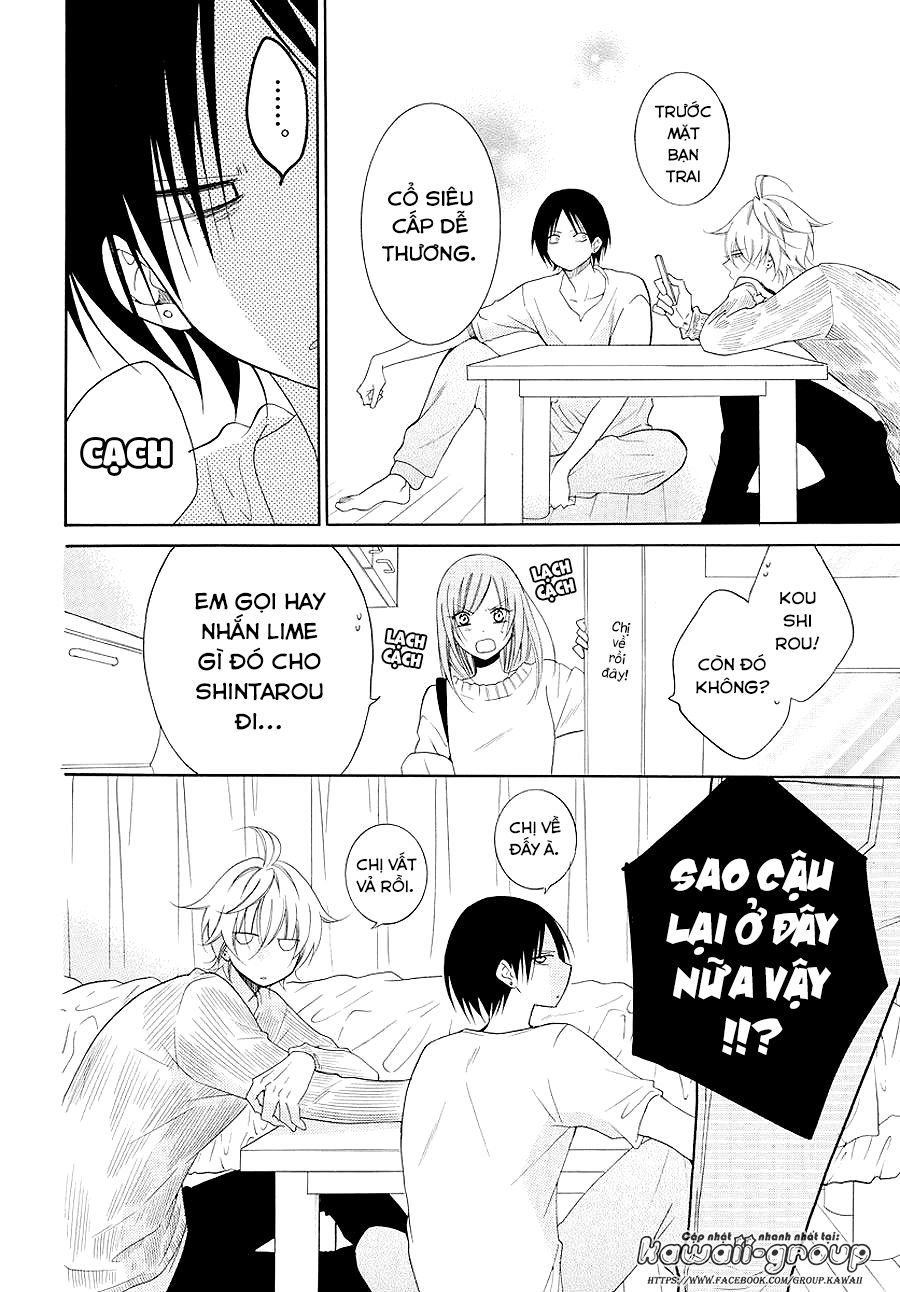 TRƯỚC
MẶT
BẠN
TRAI
CỔ SIÊU
CẤP DỄ
THƯƠNG.
.......。
CẠCH
KOU
SHI
ROU!
CÒN ĐÓ
KHÔNG?
Chị
về
rồi
đây!
LẠCH
CẠCH
LẠCH
CẠCH
EM GỌI HAY
NHẮN LIME
GÌ ĐÓ CHO
SHINTAROU
ĐI...
SAO CẬU
LẠI Ở ĐÂY
NỮA VẬY
!!?
CHỊ VỀ
ĐẤY À.
CHỊ VẤT
VẢ RỒI.
Cập nhật nhanh nhất tại:
kawaii-group
HTTPS://WWW.FACEBOOK.COM/GROUP.KAWAII